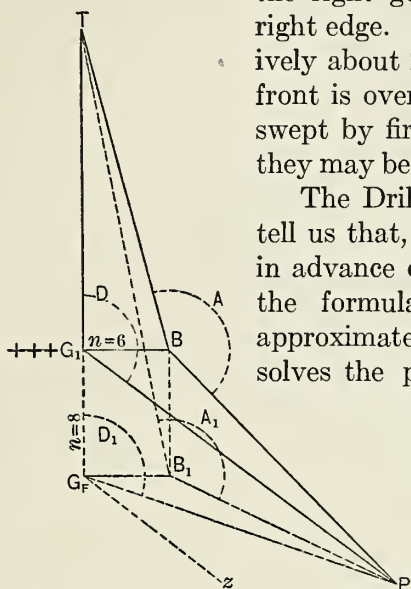 the right g
right edge.
ively about
front is over
swept by fir
they may be
The Dril
tell us that,
in advance
the formula
approximate
solves the p
T
D
A
+++G₁
n=6
B
n=8
D₁
A₁
G_F
B₁
z
P